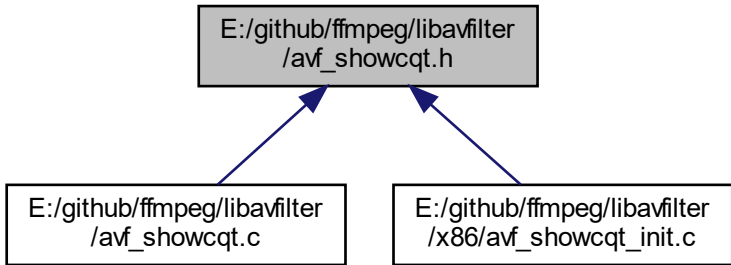 E:/github/ffmpeg/libavfilter
/avf_showcqt.h
E:/github/ffmpeg/libavfilter
/avf_showcqt.c
E:/github/ffmpeg/libavfilter
/x86/avf_showcqt_init.c